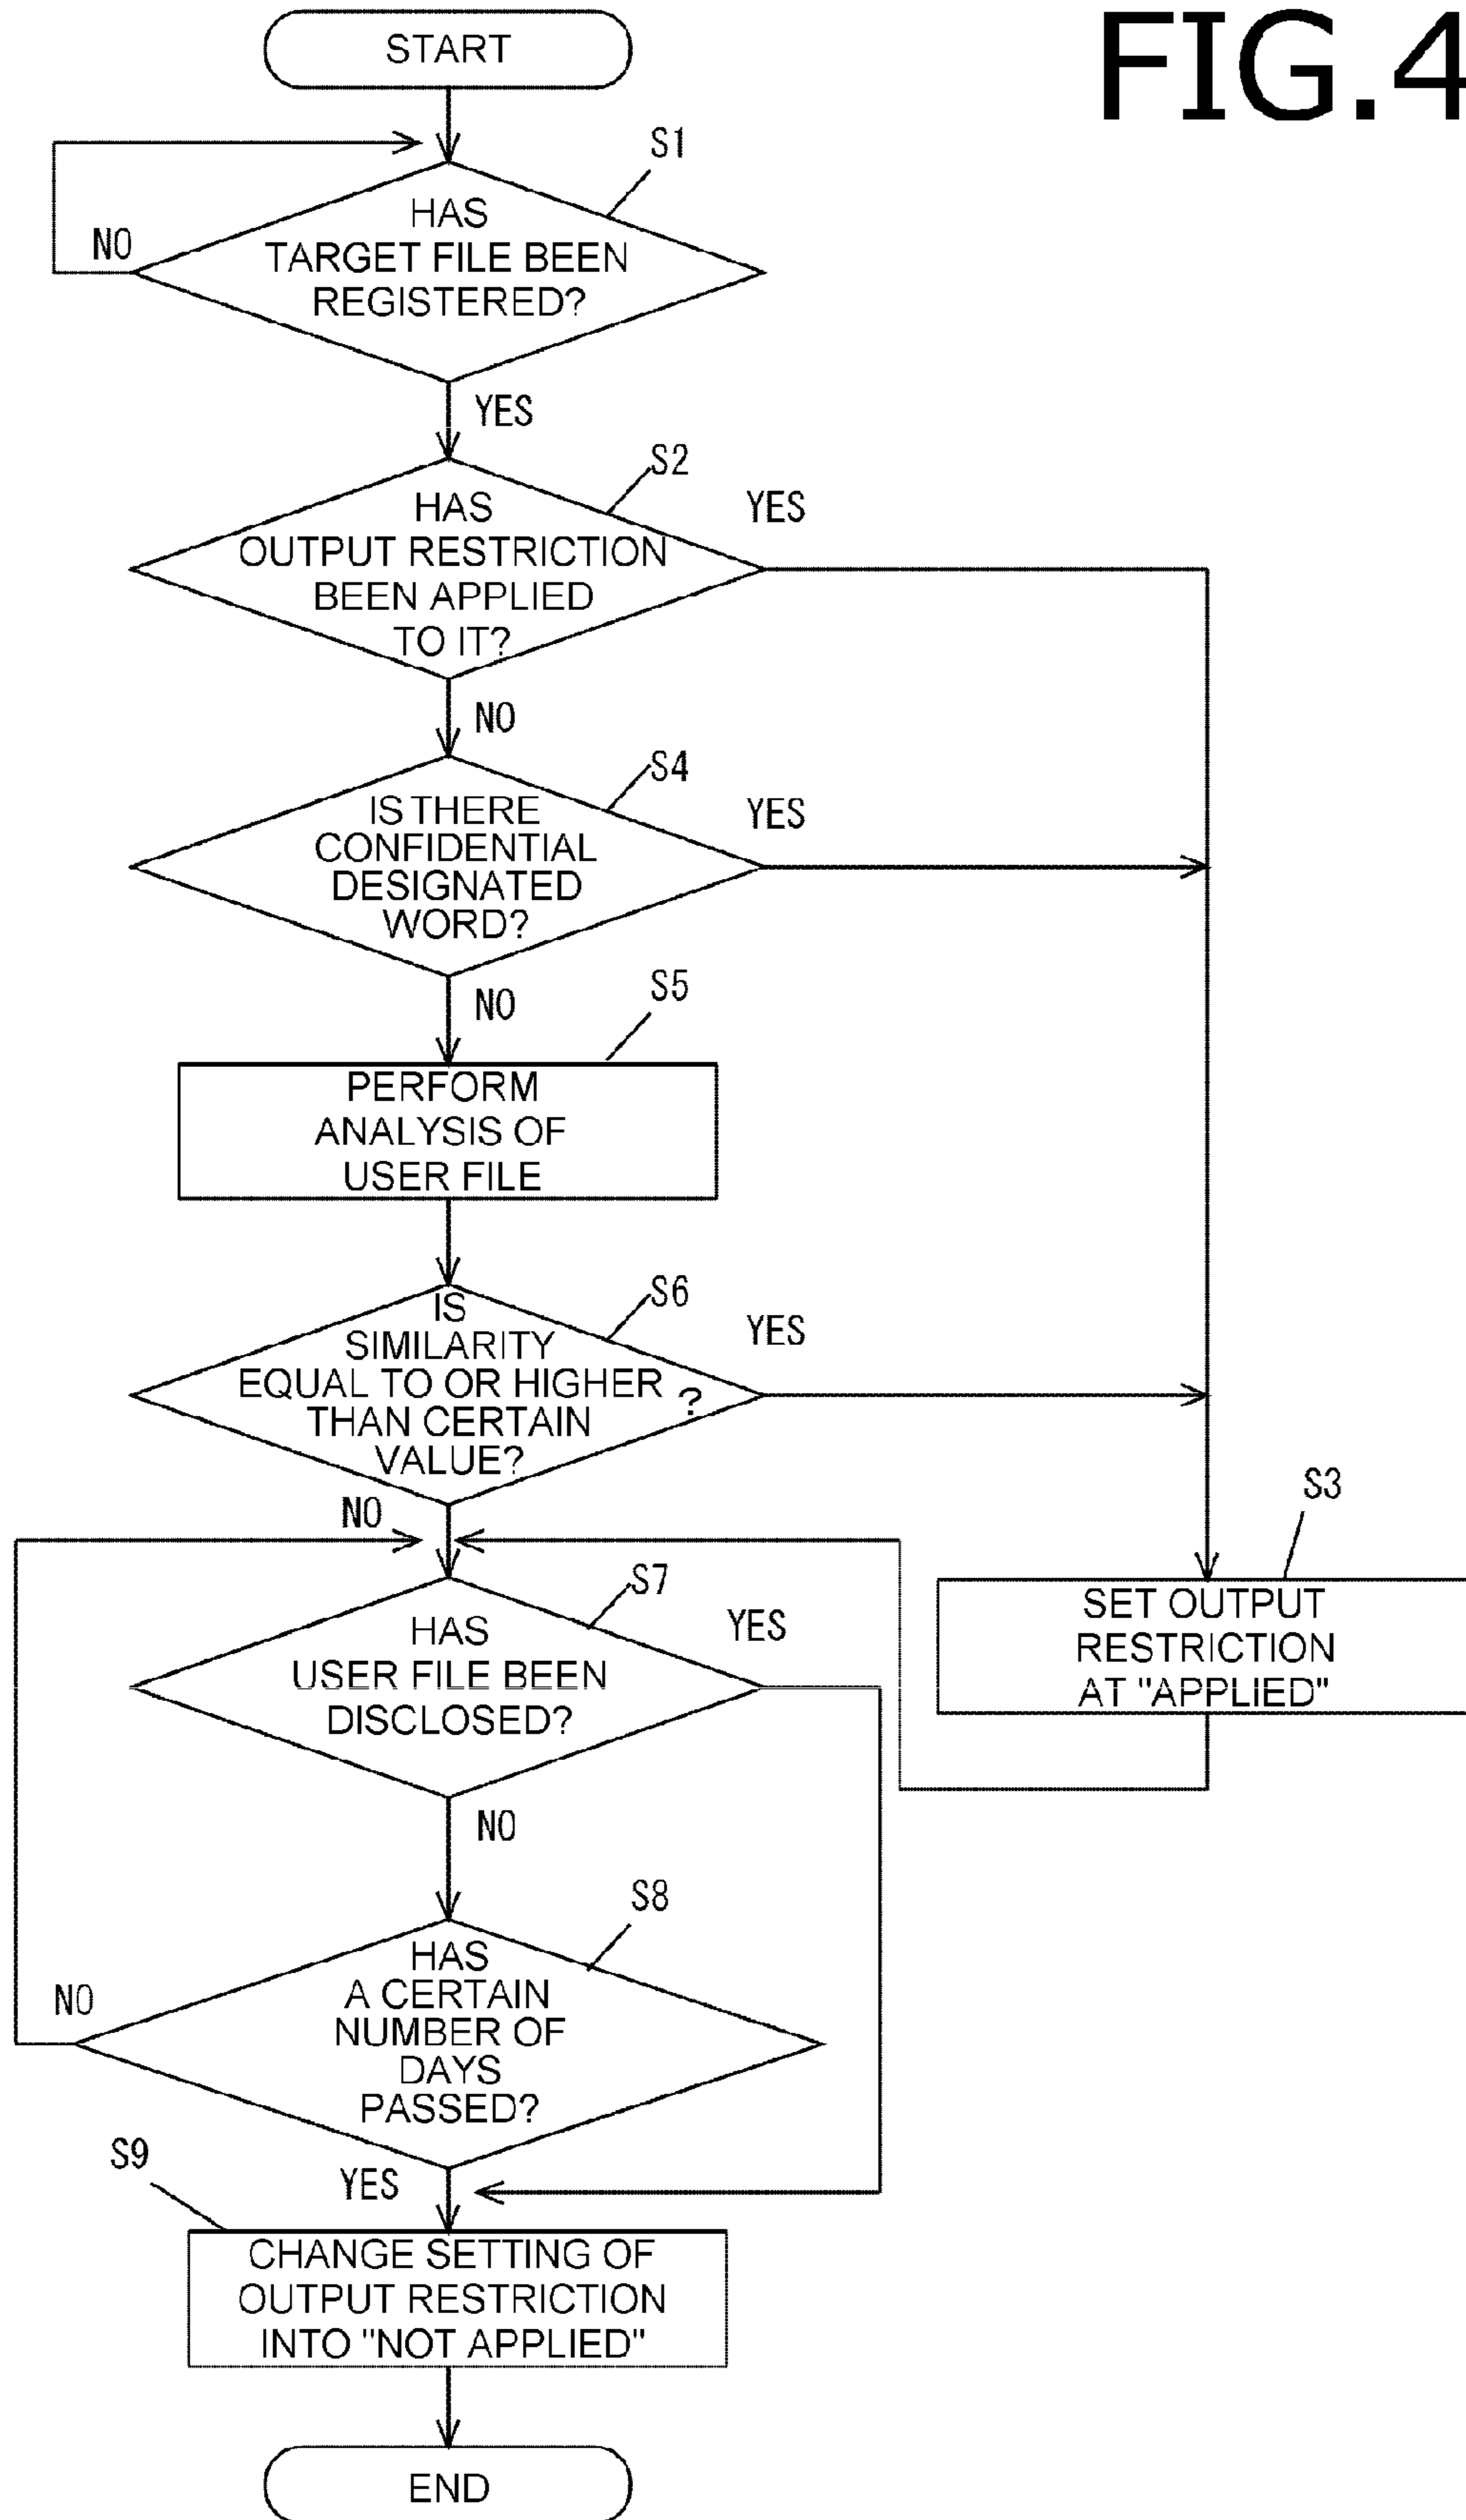 FIG.4
START
S1
HAS
TARGET FILE BEEN
REGISTERED?
NO
YES
S2
HAS
OUTPUT RESTRICTION
BEEN APPLIED
TO IT?
YES
NO
S4
IS THERE
CONFIDENTIAL
DESIGNATED
WORD?
YES
NO
S5
PERFORM
ANALYSIS OF
USER FILE
S6
IS
SIMILARITY
EQUAL TO OR HIGHER ?
THAN CERTAIN
VALUE?
YES
NO
S3
SET OUTPUT
RESTRICTION
AT "APPLIED"
S7
HAS
USER FILE BEEN
DISCLOSED?
YES
NO
S8
HAS
A CERTAIN
NUMBER OF
DAYS
PASSED?
NO
YES
S9
CHANGE SETTING OF
OUTPUT RESTRICTION
INTO "NOT APPLIED"
END